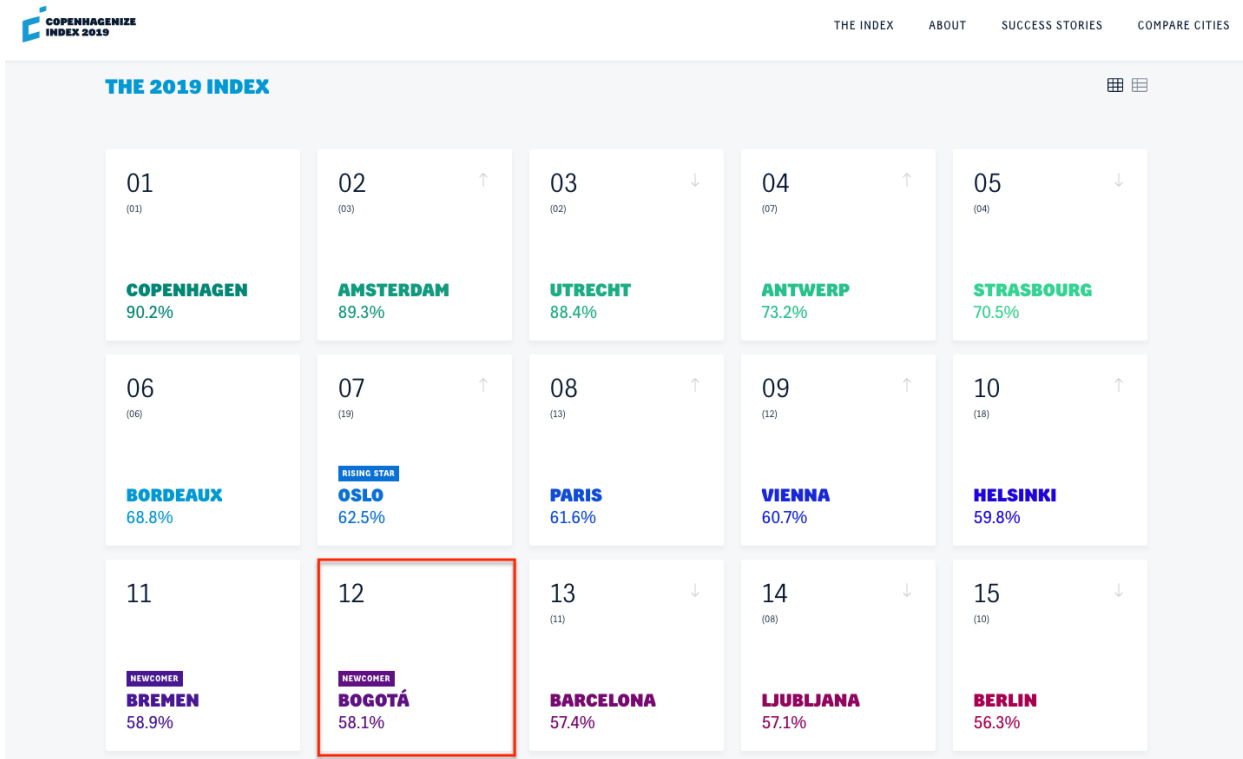 COPENHAGENIZE
INDEX 2019
THE INDEX ABOUT SUCCESS STORIES COMPARE CITIES
THE 2019 INDEX
01
(01)
COPENHAGEN
90.2%
02
(03)
AMSTERDAM
89.3%
03
(02)
UTRECHT
88.4%
04
(07)
ANTWERP
73.2%
05
(04)
STRASBOURG
70.5%
06
(06)
BORDEAUX
68.8%
07
(19)
RISING STAR
OSLO
62.5%
08
(13)
PARIS
61.6%
09
(12)
VIENNA
60.7%
10
(18)
HELSINKI
59.8%
11
NEWCOMER
BREMEN
58.9%
12
NEWCOMER
BOGOTÁ
58.1%
13
(11)
BARCELONA
57.4%
14
(08)
LJUBLJANA
57.1%
15
(10)
BERLIN
56.3%